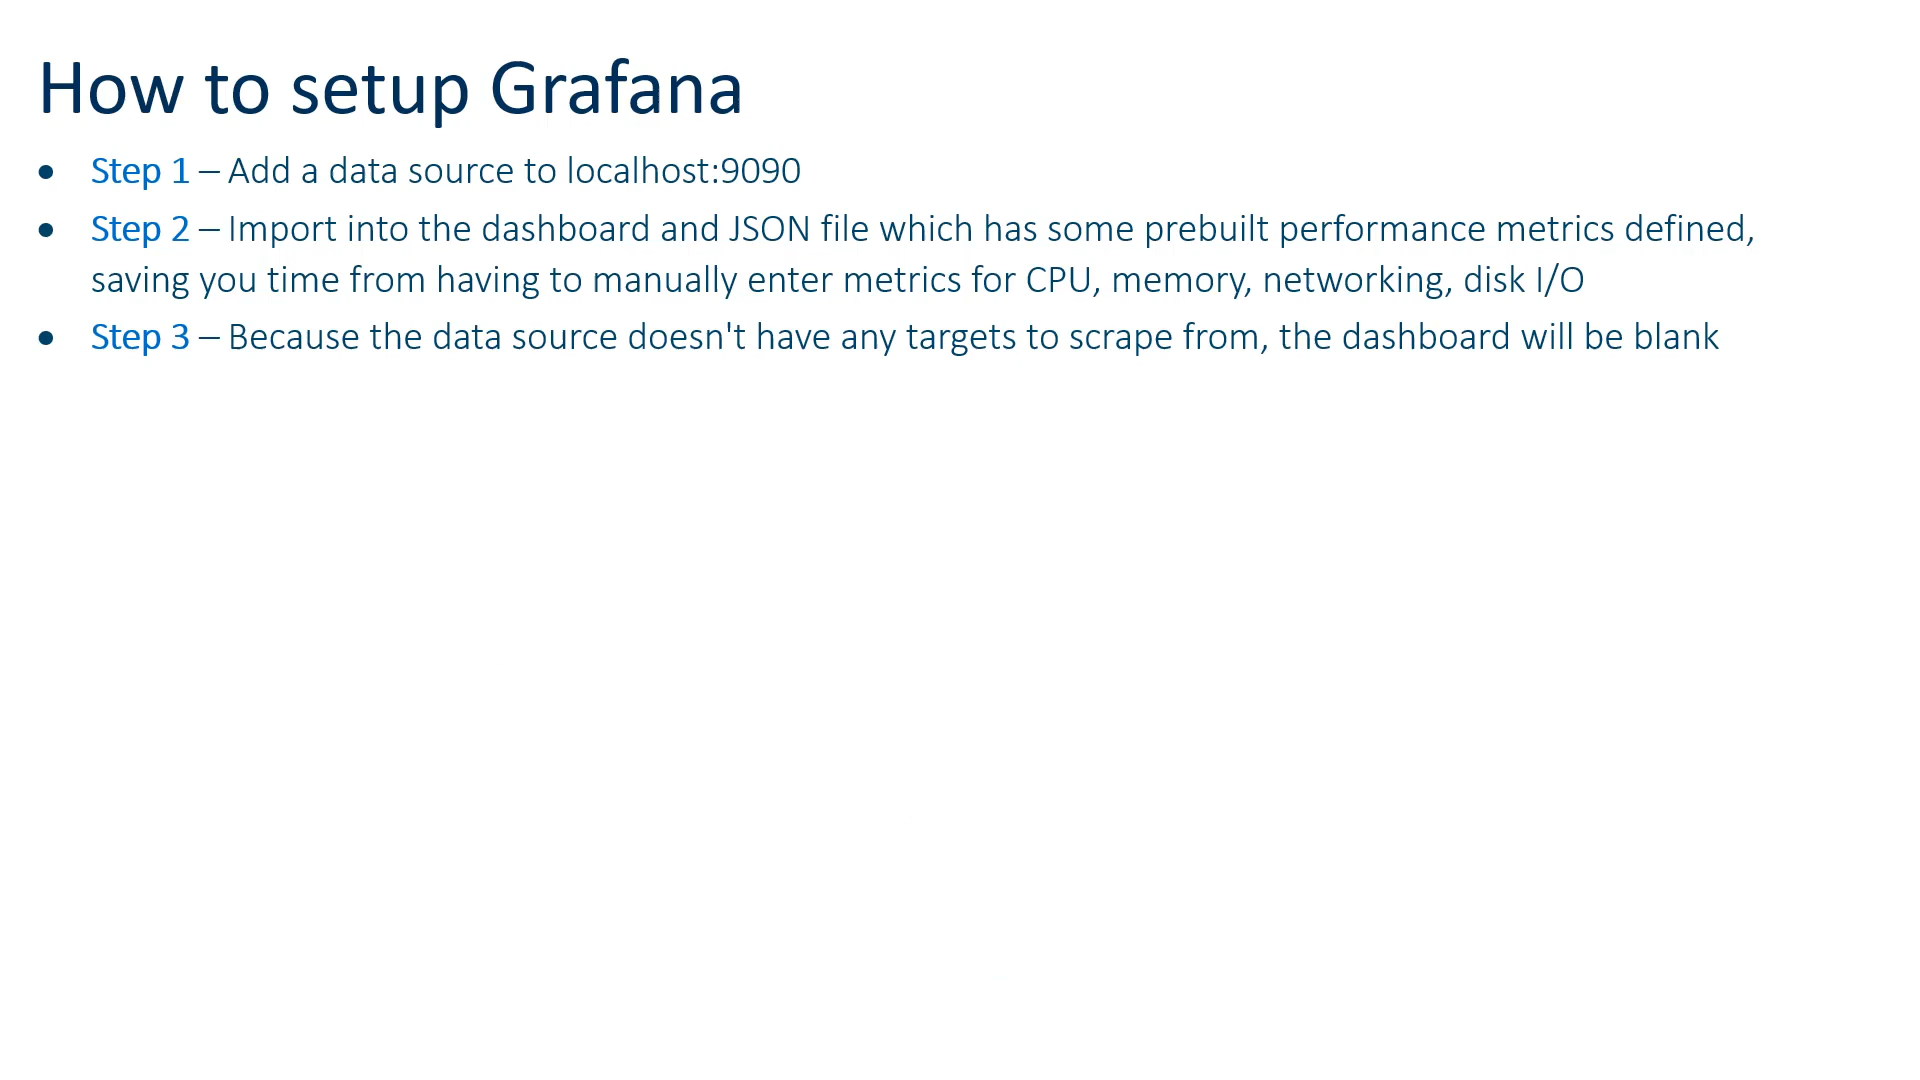 How to setup Grafana
• Step 1 – Add a data source to localhost:9090
• Step 2 – Import into the dashboard and JSON file which has some prebuilt performance metrics defined,
saving you time from having to manually enter metrics for CPU, memory, networking, disk I/O
• Step 3 – Because the data source doesn't have any targets to scrape from, the dashboard will be blank